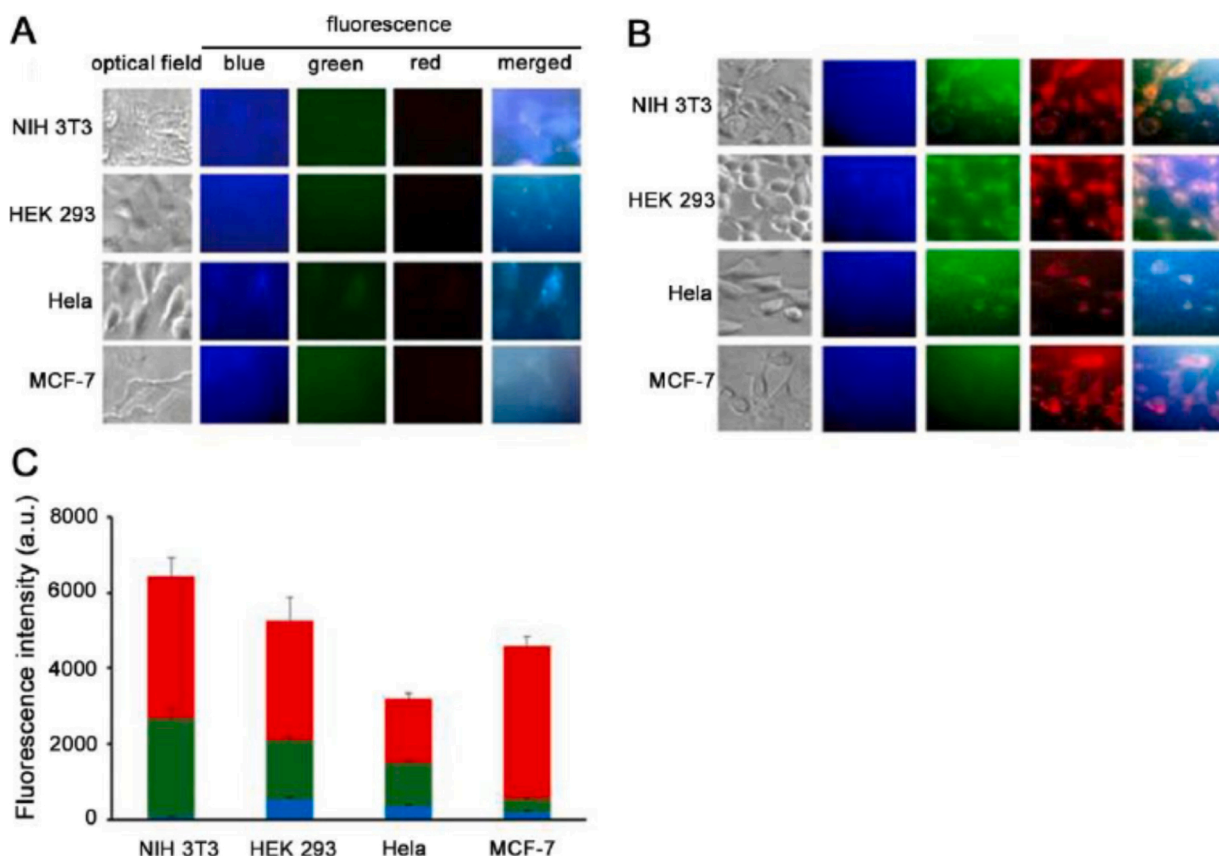 A
fluorescence
optical field blue green red merged
NIH 3T3
HEK 293
Hela
MCF-7
B
NIH 3T3
HEK 293
Hela
MCF-7
C
Fluorescence intensity (a.u.)
8000
6000
4000
2000
0
NIH 3T3 HEK 293 Hela MCF-7